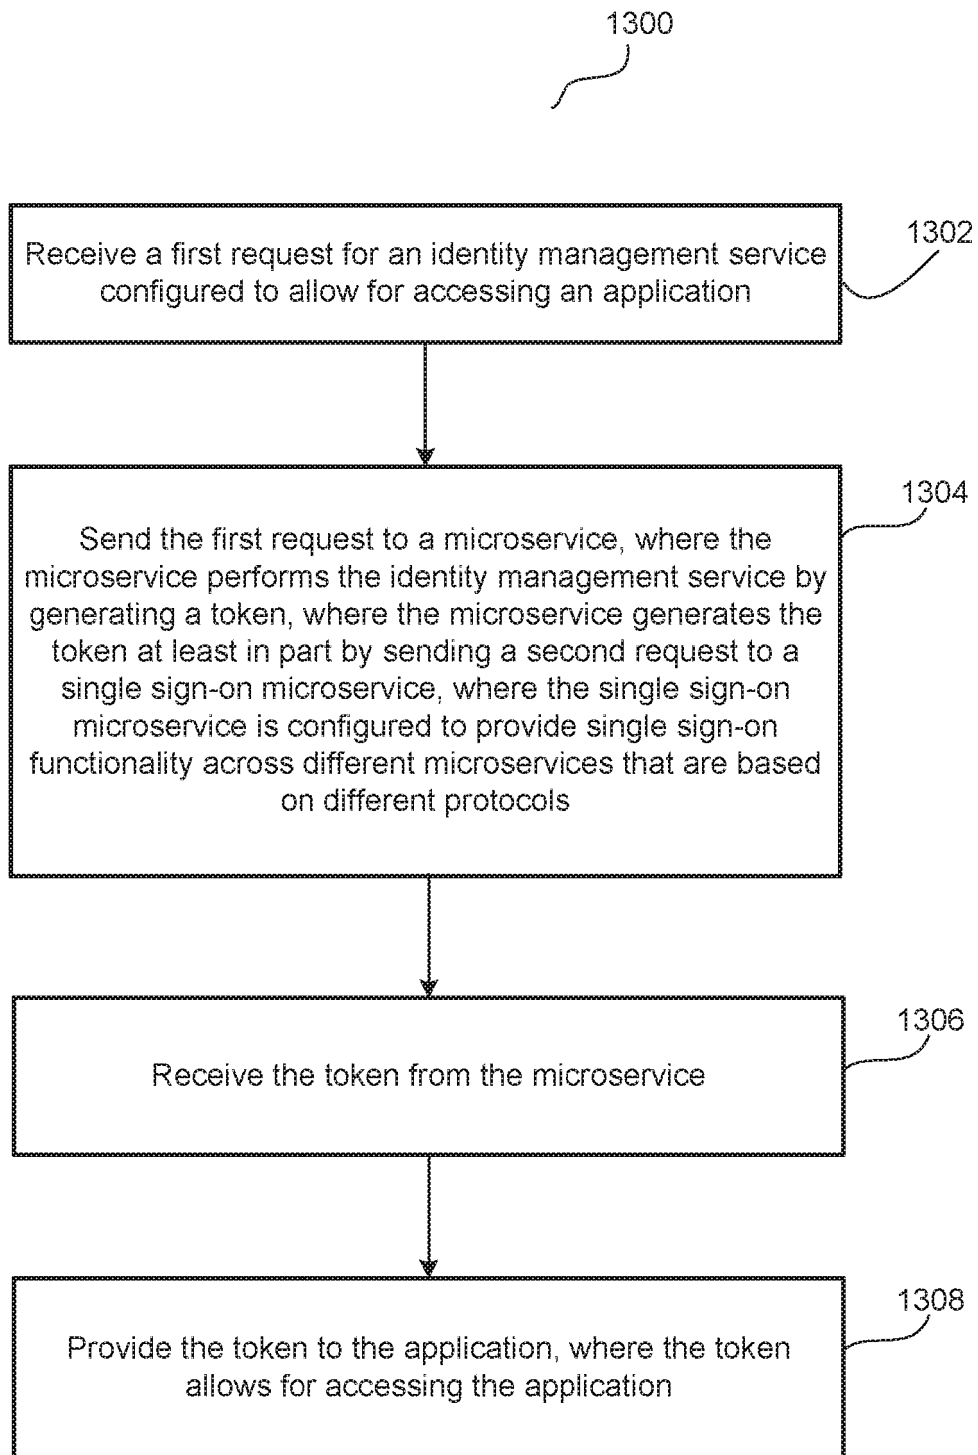 1300
Receive a first request for an identity management service
configured to allow for accessing an application
1302
Send the first request to a microservice, where the
microservice performs the identity management service by
generating a token, where the microservice generates the
token at least in part by sending a second request to a
single sign-on microservice, where the single sign-on
microservice is configured to provide single sign-on
functionality across different microservices that are based
on different protocols
1304
Receive the token from the microservice
1306
Provide the token to the application, where the token
allows for accessing the application
1308